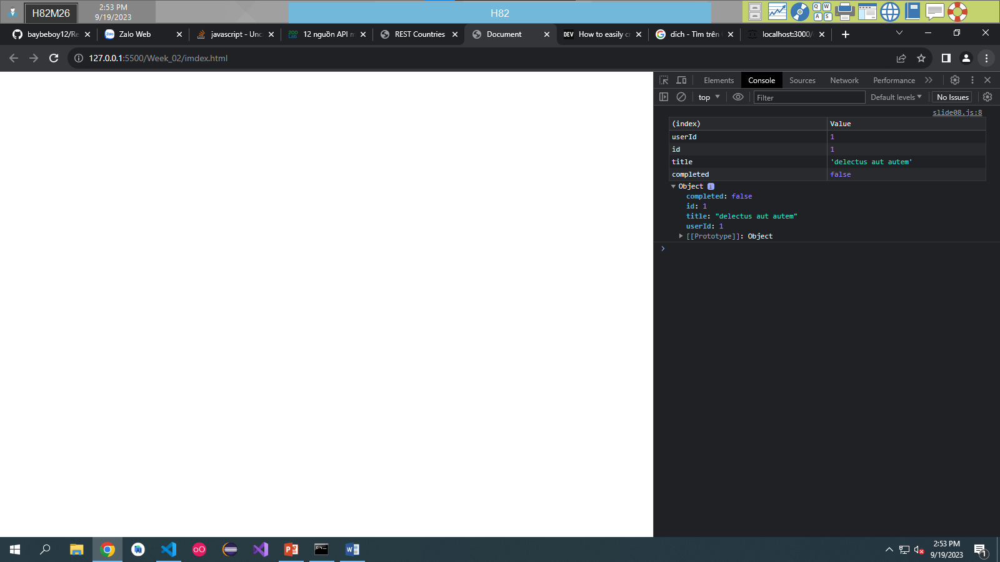 H82M26
2:53 PM
9/19/2023
H82
Q W
A S
baybeboy12/Re
Zalo Web
javascript - Unc
12 nguồn API m
REST Countries
Document
DEV How to easily cr
dich - Tìm trên
localhost:3000/
127.0.0.1:5500/Week_02/imdex.html
Elements Console Sources Network Performance
top Filter Default levels No Issues
slide08.js:8
(index) Value
userId 1
id 1
title 'delectus aut autem'
completed false
Object i
completed: false
id: 1
title: "delectus aut autem"
userId: 1
[[Prototype]]: Object
2:53 PM
9/19/2023
1